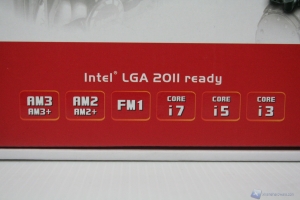 Intel® LGA 2011 ready
AM3 AM2 FM1 CORE CORE CORE
AM3+ AM2+ i7 i5 i3